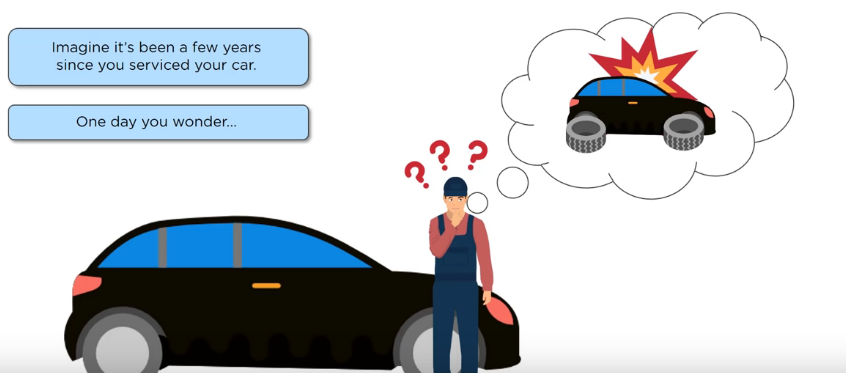 Imagine it's been a few years
since you serviced your car.
One day you wonder...
? ? ?